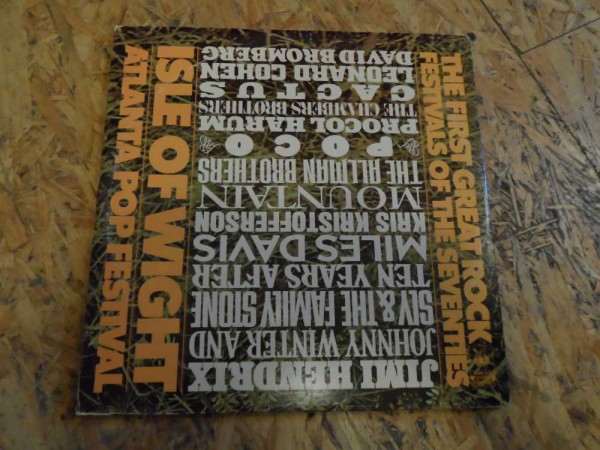 THE FIRST GREAT ROCK
FESTIVALS OF THE SEVENTIES
ISLE OF WIGHT
ATLANTA POP FESTIVAL
JIMI HENDRIX
JOHNNY WINTER AND
SLY & THE FAMILY STONE
TEN YEARS AFTER
MILES DAVIS
KRIS KRISTOFFERSON
MOUNTAIN
THE ALLMAN BROTHERS
POCO
PROCOL HARUM
THE CHAMBERS BROTHERS
CACTUS
LEONARD COHEN
DAVID BROMBERG